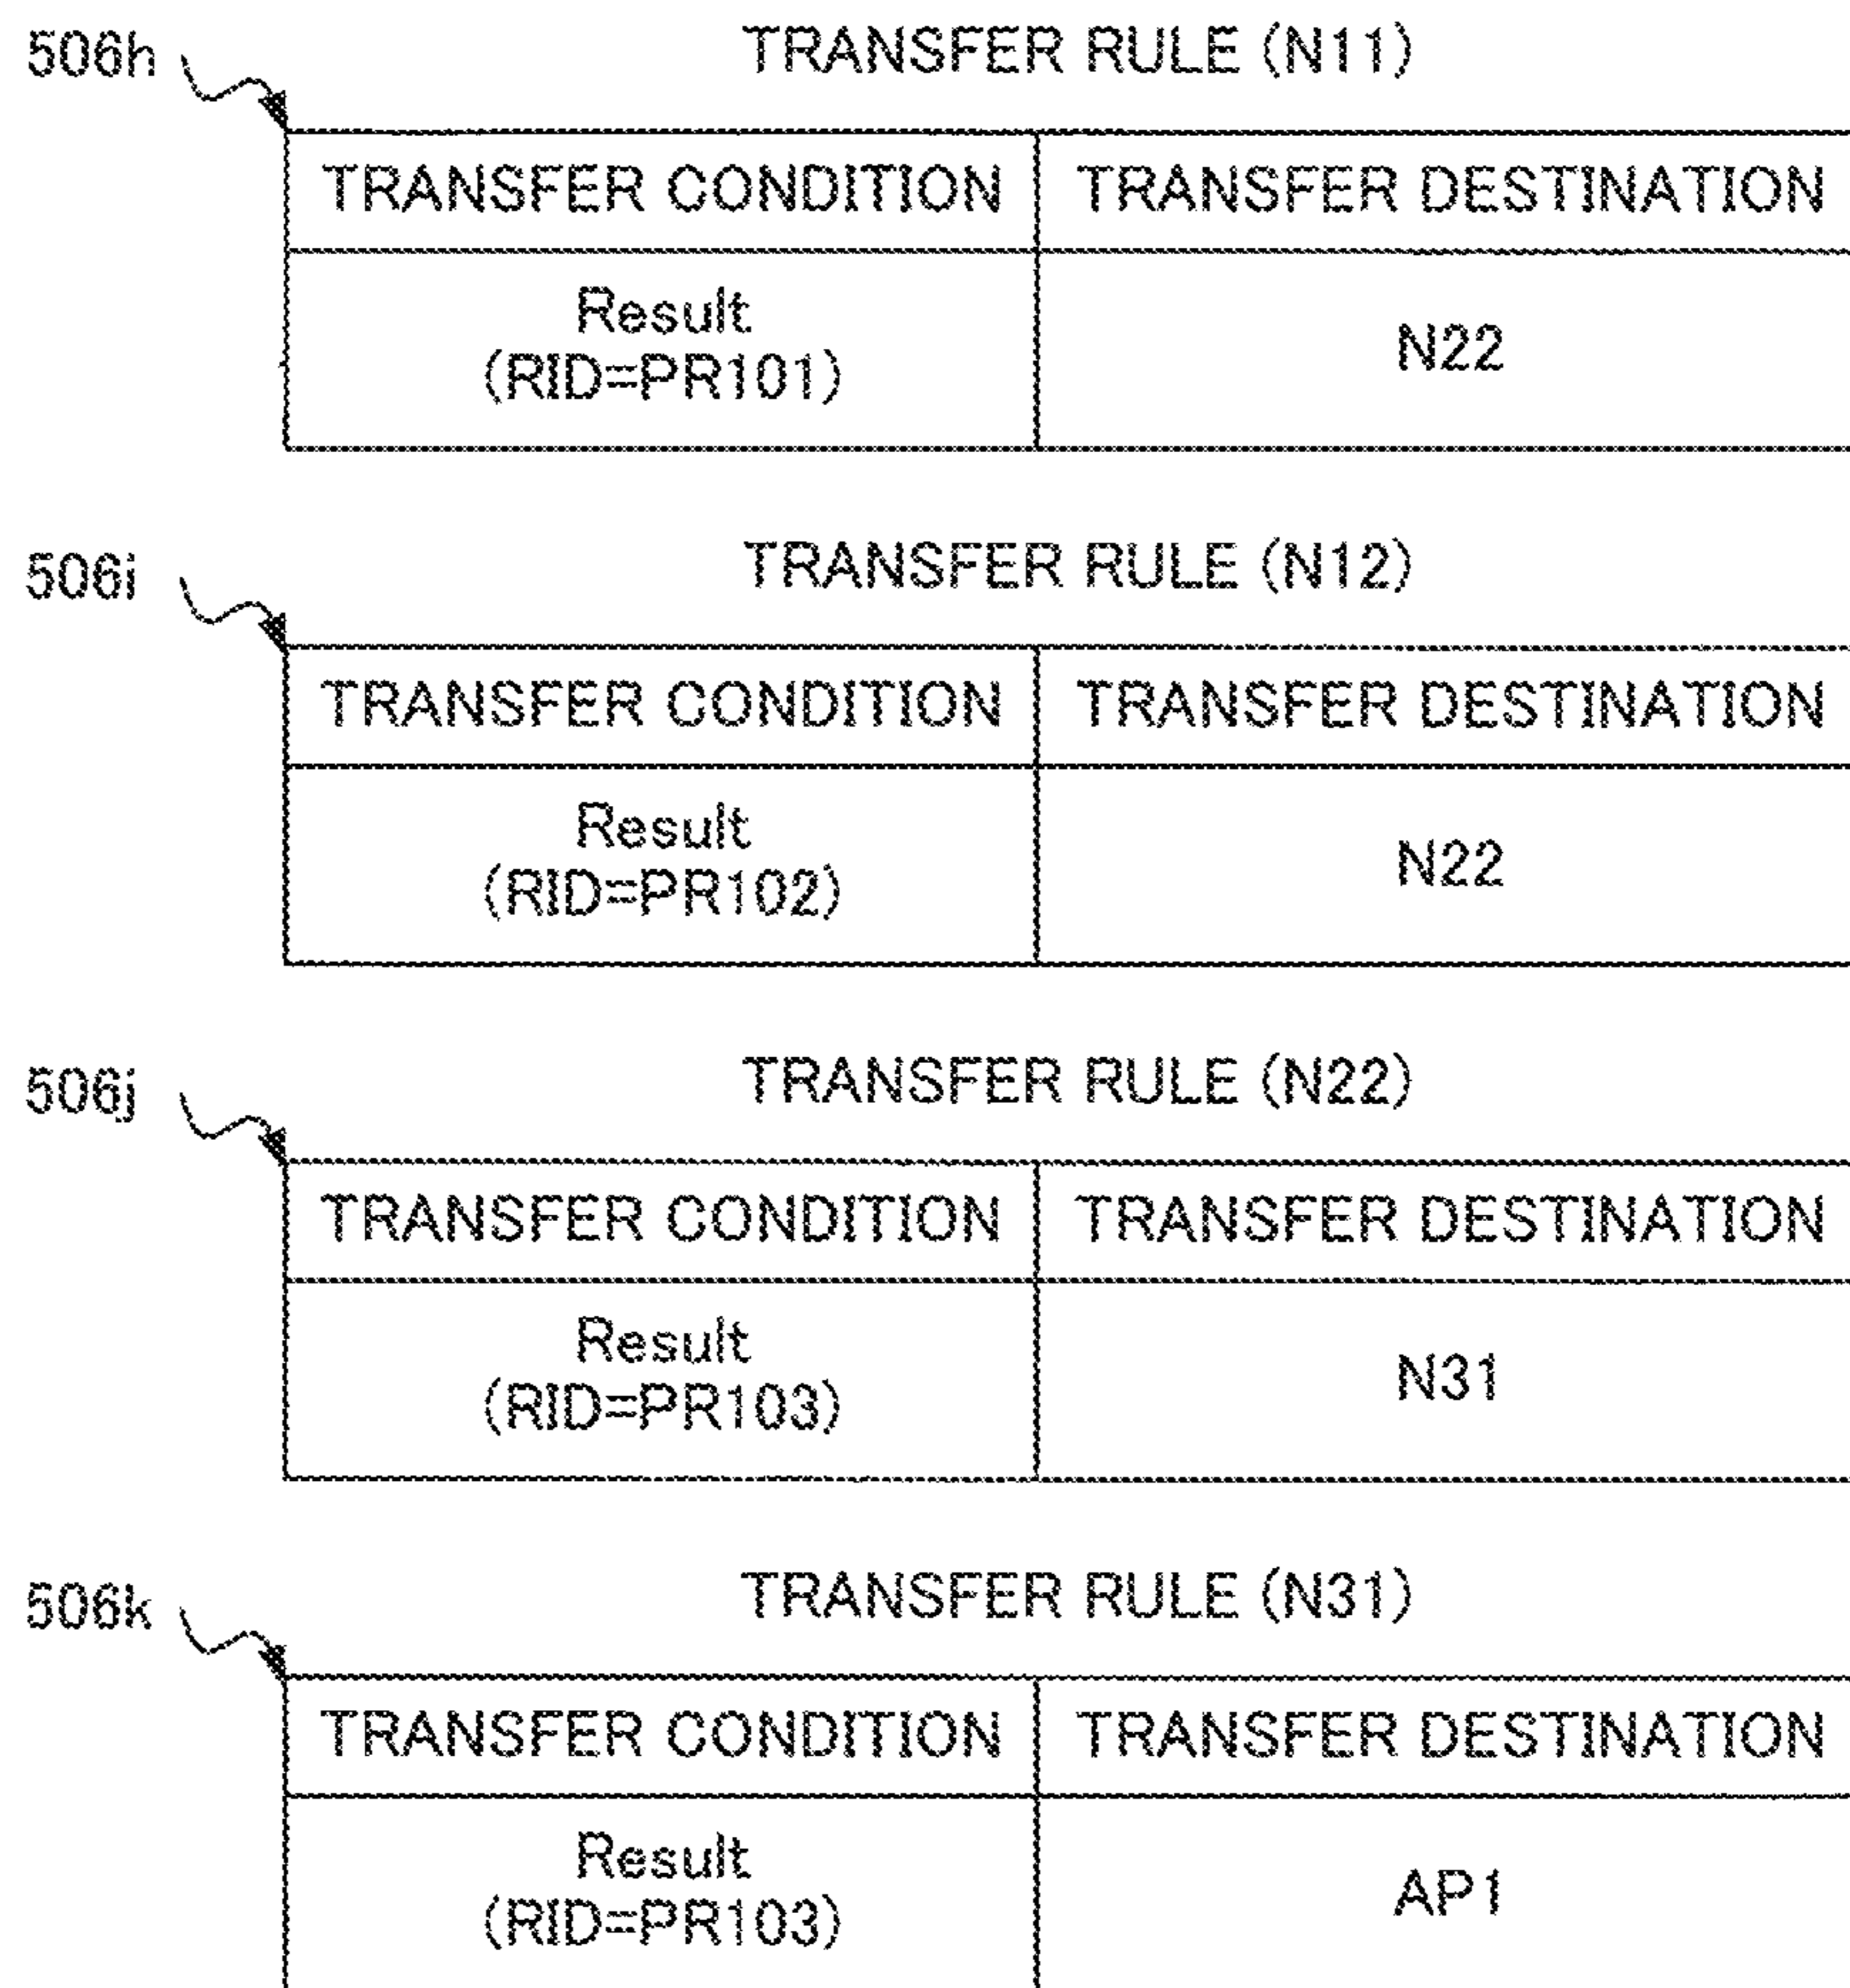 506h
TRANSFER RULE (N11)
TRANSFER CONDITION TRANSFER DESTINATION
Result
(RID=PR101)
N22
506i
TRANSFER RULE (N12)
TRANSFER CONDITION TRANSFER DESTINATION
Result
(RID=PR102)
N22
506j
TRANSFER RULE (N22)
TRANSFER CONDITION TRANSFER DESTINATION
Result
(RID=PR103)
N31
506k
TRANSFER RULE (N31)
TRANSFER CONDITION TRANSFER DESTINATION
Result
(RID=PR103)
AP1